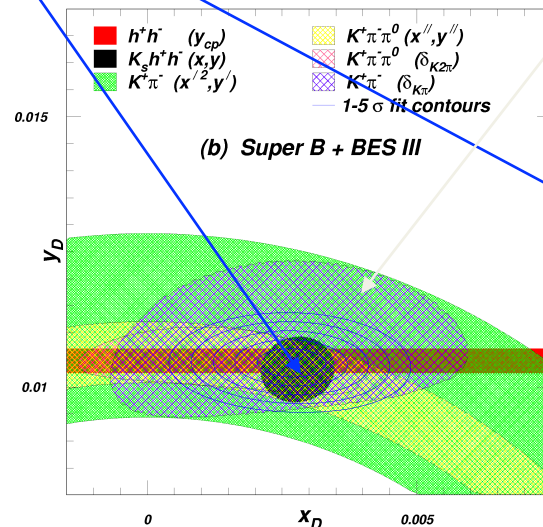 h⁺h⁻ (y_cp)
K_s h⁺h⁻ (x,y)
K⁺π⁻ (x′²,y′)
K⁺π⁻π⁰ (x″,y″)
K⁺π⁻π⁰ (δ_K2π)
K⁺π⁻ (δ_Kπ)
1-5 σ fit contours
(b) Super B + BES III
0.015
y_D
0.01
0
0.005
x_D